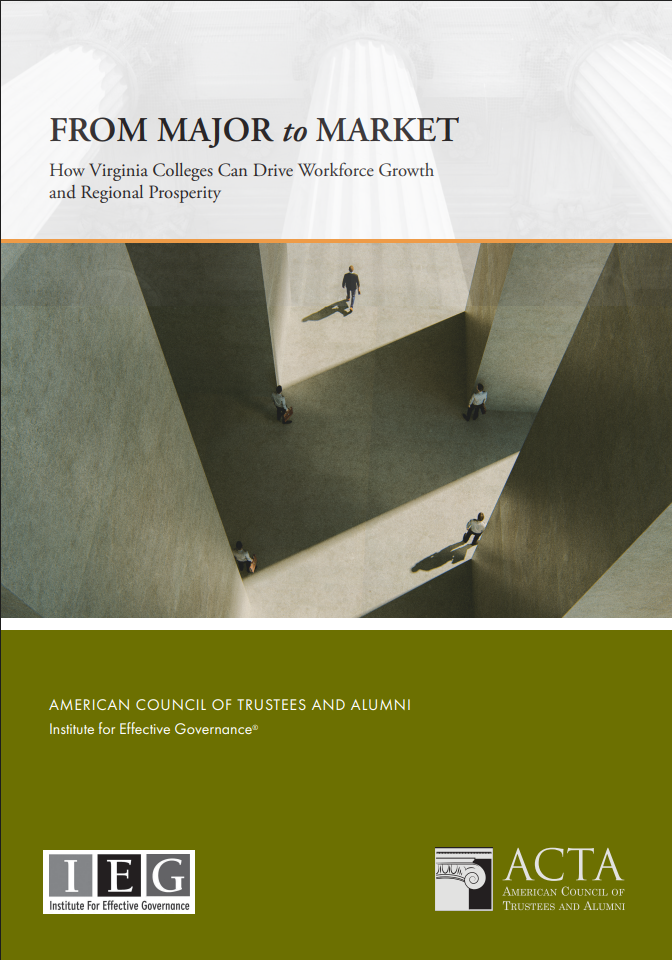 FROM MAJOR to MARKET
How Virginia Colleges Can Drive Workforce Growth
and Regional Prosperity
AMERICAN COUNCIL OF TRUSTEES AND ALUMNI
Institute for Effective Governance®
IEG
Institute For Effective Governance
ACTA
AMERICAN COUNCIL OF
TRUSTEES AND ALUMNI